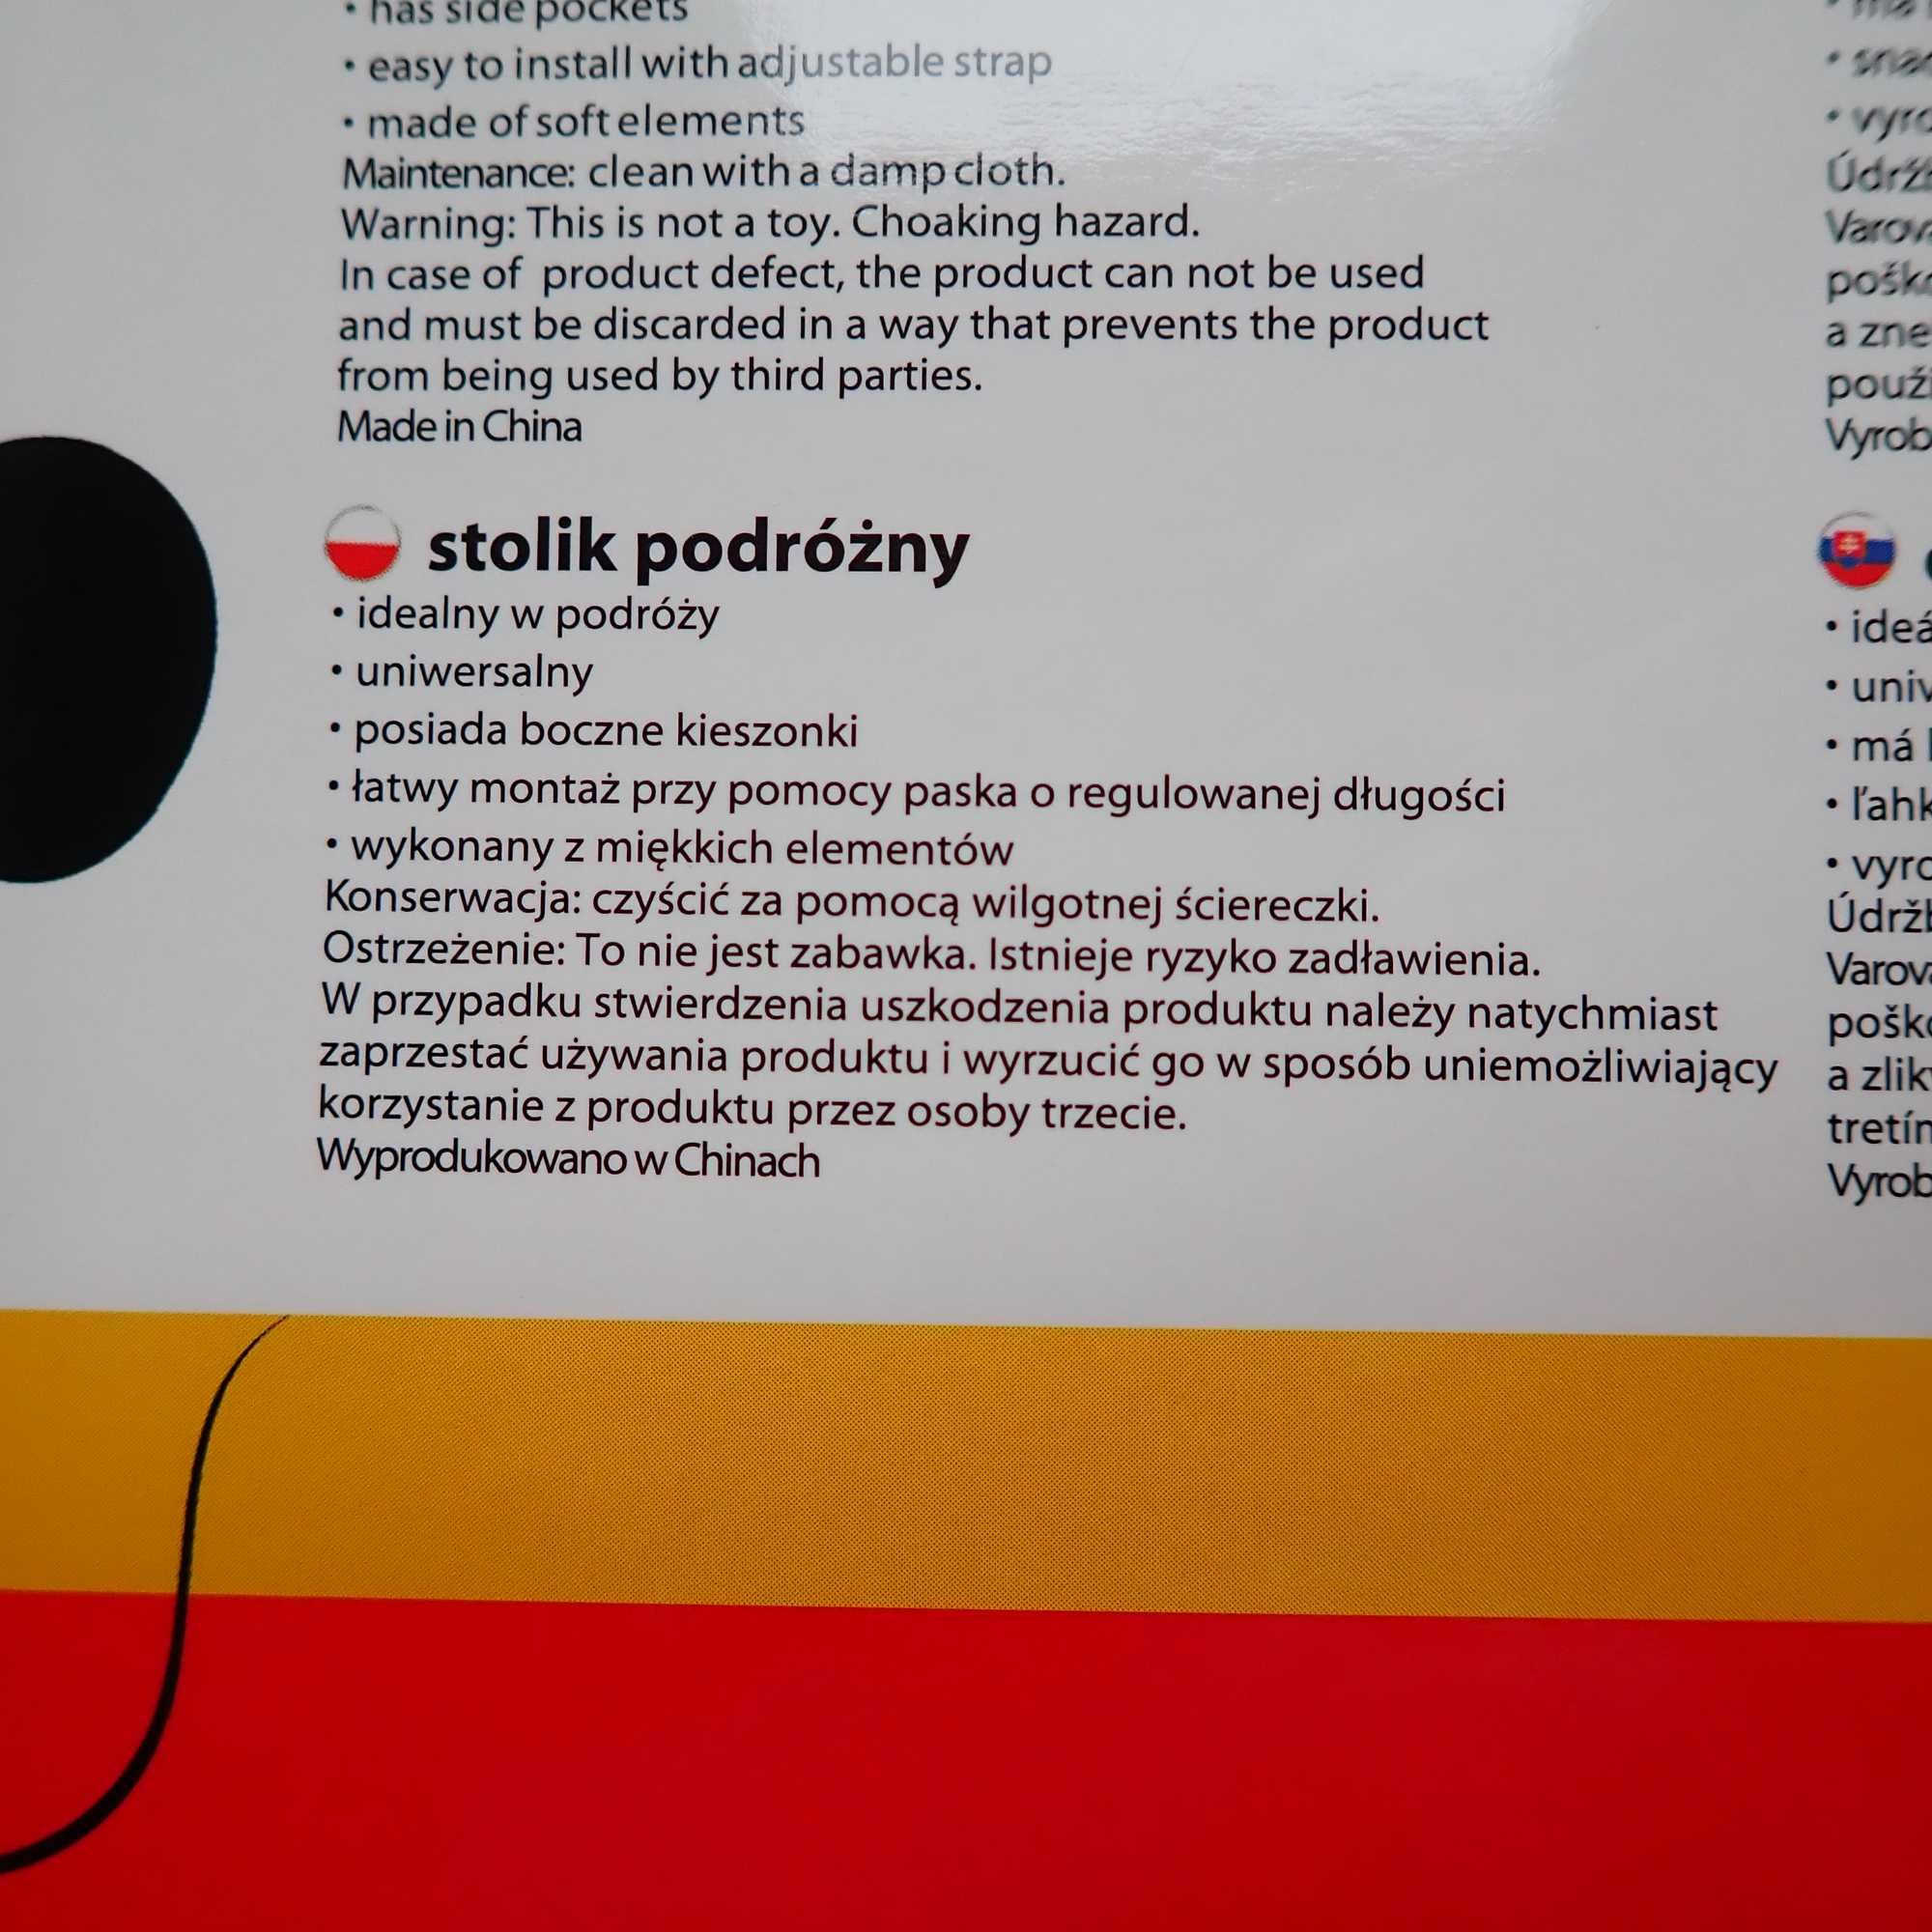 • has side pockets
• easy to install with adjustable strap
• made of soft elements
Maintenance: clean with a damp cloth.
Warning: This is not a toy. Choaking hazard.
In case of product defect, the product can not be used
and must be discarded in a way that prevents the product
from being used by third parties.
Made in China
stolik podróżny
• idealny w podróży
• uniwersalny
• posiada boczne kieszonki
• łatwy montaż przy pomocy paska o regulowanej długości
• wykonany z miękkich elementów
Konserwacja: czyścić za pomocą wilgotnej ściereczki.
Ostrzeżenie: To nie jest zabawka. Istnieje ryzyko zadławienia.
W przypadku stwierdzenia uszkodzenia produktu należy natychmiast
zaprzestać używania produktu i wyrzucić go w sposób uniemożliwiający
korzystanie z produktu przez osoby trzecie.
Wyprodukowano w Chinach
•
•
a
•
•
• má
•
•
a